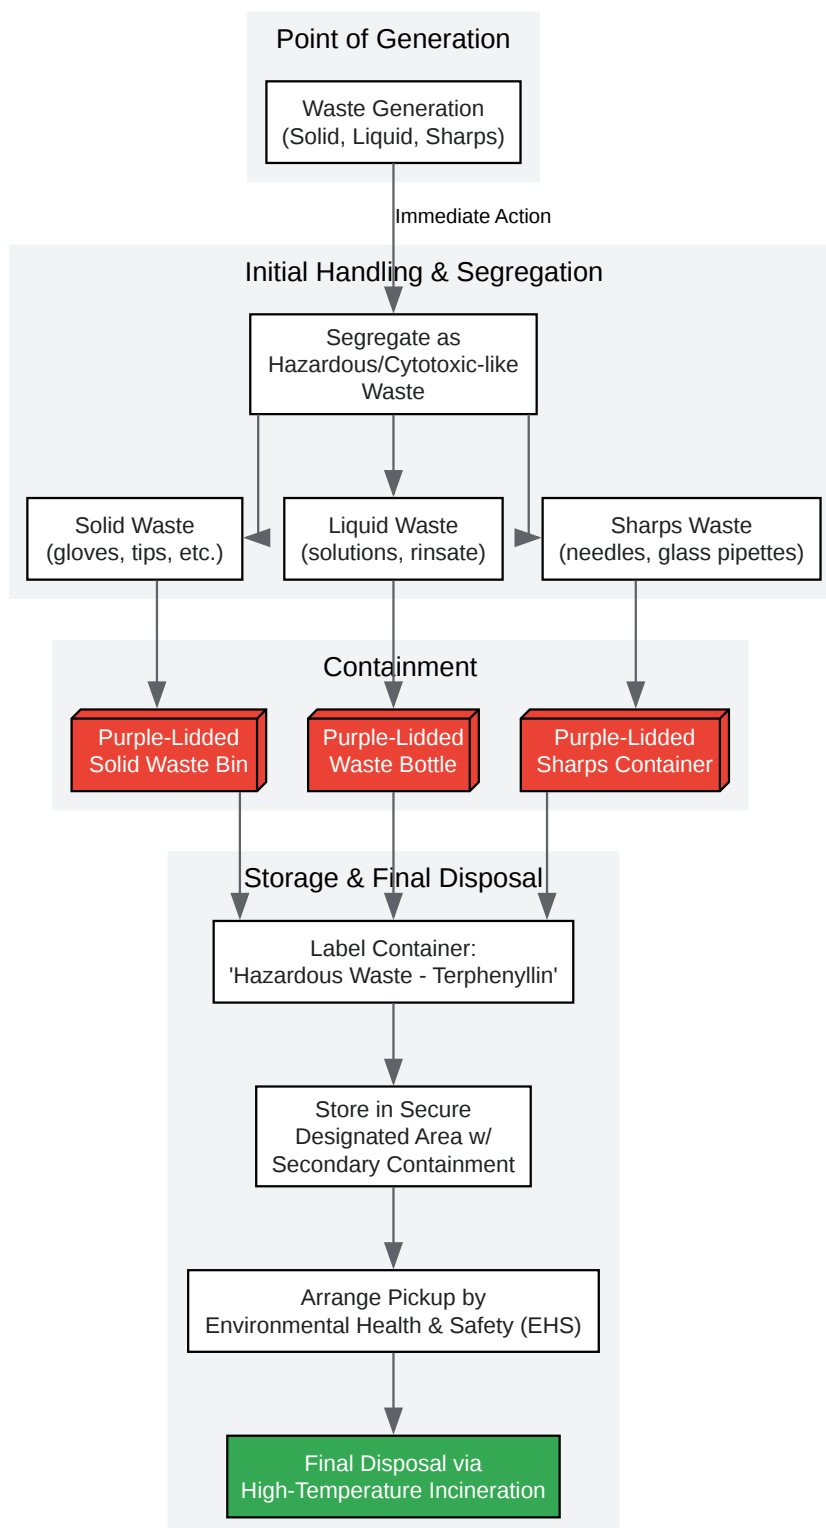 Point of Generation
Waste Generation
(Solid, Liquid, Sharps)
Immediate Action
Initial Handling & Segregation
Segregate as
Hazardous/Cytotoxic-like
Waste
Solid Waste
(gloves, tips, etc.)
Liquid Waste
(solutions, rinsate)
Sharps Waste
(needles, glass pipettes)
Containment
Purple-Lidded
Solid Waste Bin
Purple-Lidded
Waste Bottle
Purple-Lidded
Sharps Container
Storage & Final Disposal
Label Container:
'Hazardous Waste - Terphenyllin'
Store in Secure
Designated Area w/
Secondary Containment
Arrange Pickup by
Environmental Health & Safety (EHS)
Final Disposal via
High-Temperature Incineration